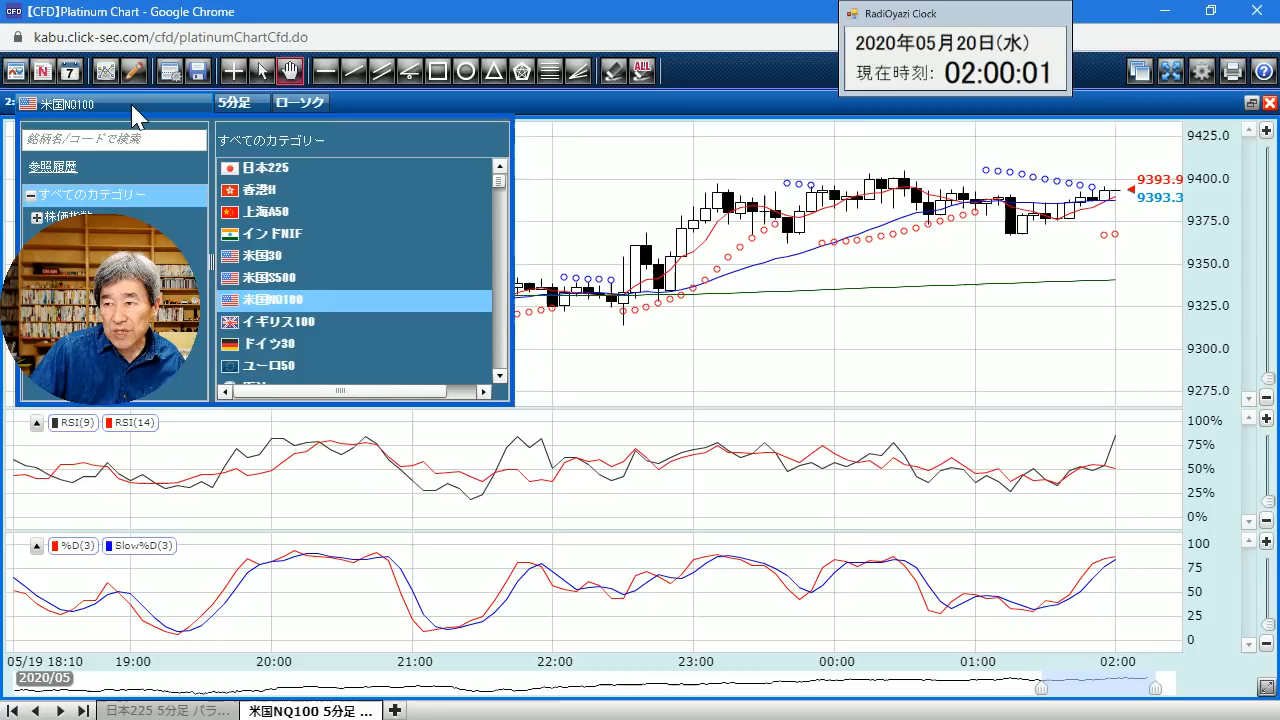 【CFD】Platinum Chart - Google Chrome
kabu.click-sec.com/cfd/platinumChartCfd.do
RadiOyazi Clock
2020年05月20日(水)
現在時刻: 02:00:01
N
7
ALL
2:
米国NQ100
5分足
ローソク
銘柄名/コードで検索
参照履歴
すべてのカテゴリー
株価指数
すべてのカテゴリー
日本225
香港H
上海A50
インドNIF
米国30
米国S500
米国NQ100
イギリス100
ドイツ30
ユーロ50
9425.0
9400.0
9393.9
9393.3
9375.0
9350.0
9325.0
9300.0
9275.0
RSI(9)
RSI(14)
100%
75%
50%
25%
0%
%D(3)
Slow%D(3)
100
75
50
25
0
05/19 18:10
19:00
20:00
21:00
22:00
23:00
00:00
01:00
02:00
2020/05
日本225 5分足 パラ...
米国NQ100 5分足 ...